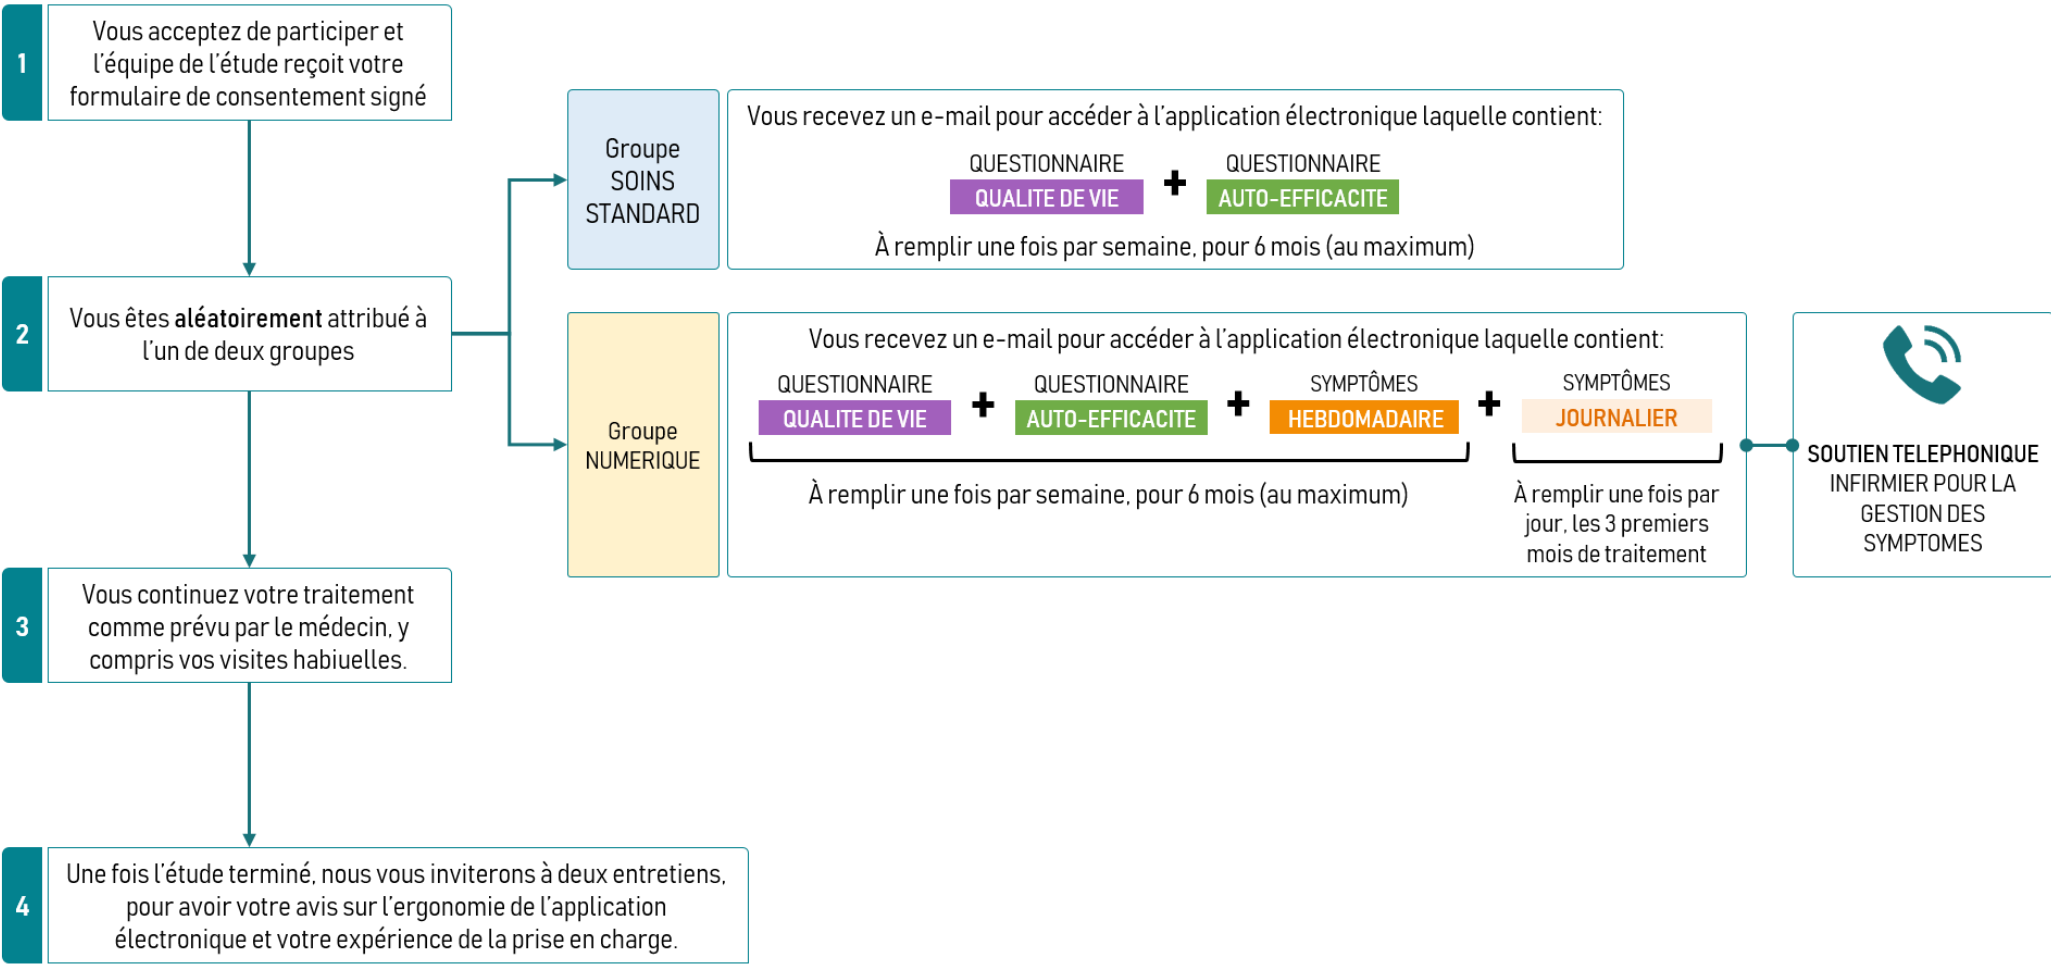 1
Vous acceptez de participer et
l'équipe de l'étude reçoit votre
formulaire de consentement signé
2
Vous êtes aléatoirement attribué à
l'un de deux groupes
Groupe
SOINS
STANDARD
Vous recevez un e-mail pour accéder à l'application électronique laquelle contient:
QUESTIONNAIRE
QUALITE DE VIE
+
QUESTIONNAIRE
AUTO-EFFICACITE
À remplir une fois par semaine, pour 6 mois (au maximum)
Groupe
NUMERIQUE
Vous recevez un e-mail pour accéder à l'application électronique laquelle contient:
QUESTIONNAIRE
QUALITE DE VIE
+
QUESTIONNAIRE
AUTO-EFFICACITE
+
SYMPTÔMES
HEBDOMADAIRE
+
SYMPTÔMES
JOURNALIER
À remplir une fois par semaine, pour 6 mois (au maximum)
À remplir une fois par
jour, les 3 premiers
mois de traitement
SOUTIEN TELEPHONIQUE
INFIRMIER POUR LA
GESTION DES
SYMPTOMES
3
Vous continuez votre traitement
comme prévu par le médecin, y
compris vos visites habiuelles.
4
Une fois l'étude terminé, nous vous inviterons à deux entretiens,
pour avoir votre avis sur l'ergonomie de l'application
électronique et votre expérience de la prise en charge.